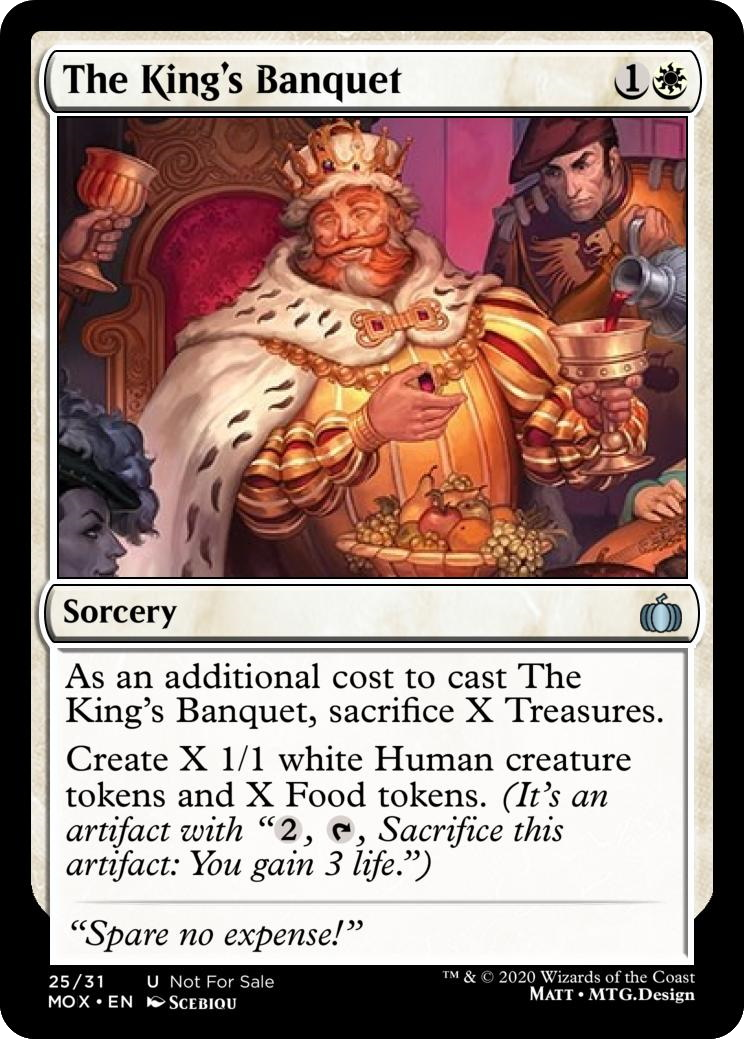 The King's Banquet 1
Sorcery
As an additional cost to cast The
King's Banquet, sacrifice X Treasures.
Create X 1/1 white Human creature
tokens and X Food tokens. (It's an
artifact with “2, , Sacrifice this
artifact: You gain 3 life.”)
“Spare no expense!”
25/31 U Not For Sale
MOX • EN SCEBIQU
™ & © 2020 Wizards of the Coast
MATT • MTG.Design